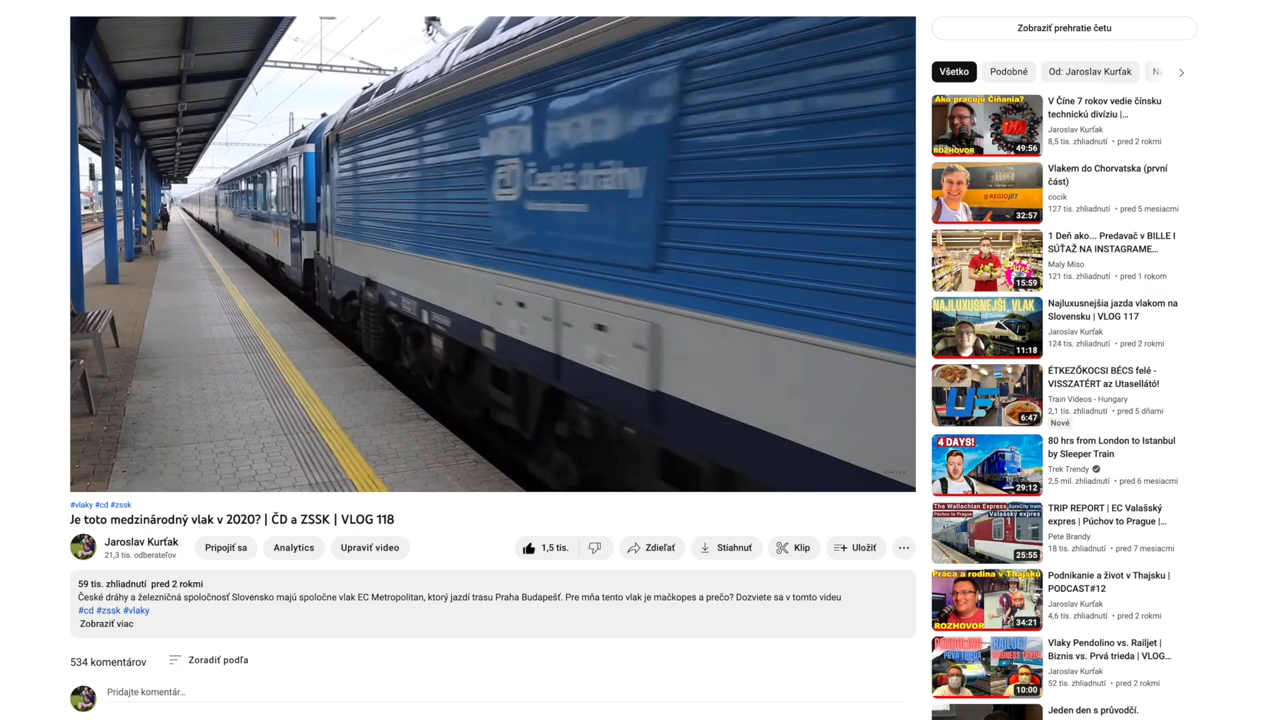 České dráhy
#vlaky #cd #zssk
Je toto medzinárodný vlak v 2020? | ČD a ZSSK | VLOG 118
Jaroslav Kurťak
21,3 tis. odberateľov
Pripojiť sa
Analytics
Upraviť video
1,5 tis.
Zdieľať
Stiahnuť
Klip
Uložiť
59 tis. zhliadnutí pred 2 rokmi
České dráhy a železničná spoločnosť Slovensko majú spoločne vlak EC Metropolitan, ktorý jazdí trasu Praha Budapešť. Pre mňa tento vlak je mačkopes a prečo? Dozviete sa v tomto videu
#cd #zssk #vlaky
Zobraziť viac
534 komentárov
Zoradiť podľa
Pridajte komentár...
Zobraziť prehratie četu
Všetko
Podobné
Od: Jaroslav Kurťak
Ako pracujú Číňania?
ROZHOVOR
49:56
V Číne 7 rokov vedie čínsku
technickú divíziu |...
Jaroslav Kurťak
8,5 tis. zhliadnutí • pred 2 rokmi
REGIOJET
32:57
Vlakem do Chorvatska (první
část)
cocik
127 tis. zhliadnutí • pred 5 mesiacmi
15:59
1 Deň ako... Predavač v BILLE I
SÚŤAŽ NA INSTAGRAME...
Maly Miso
121 tis. zhliadnutí • pred 1 rokom
NAJLUXUSNEJŠÍ VLAK
11:18
Najluxusnejšia jazda vlakom na
Slovensku | VLOG 117
Jaroslav Kurťak
124 tis. zhliadnutí • pred 2 rokmi
6:47
ÉTKEZŐKOCSI BÉCS felé -
VISSZATÉRT az Utasellátó!
Train Videos - Hungary
2,1 tis. zhliadnutí • pred 5 dňami
Nové
4 DAYS!
29:12
80 hrs from London to Istanbul
by Sleeper Train
Trek Trendy
2,5 mil. zhliadnutí • pred 6 mesiacmi
The Wallachian Express EuroCity train
Púchov to Prague Valašský expres
25:55
TRIP REPORT | EC Valašský
expres | Púchov to Prague |...
Pete Brandy
18 tis. zhliadnutí • pred 7 mesiacmi
Práca a rodina v Thajsku
ROZHOVOR
34:21
Podnikanie a život v Thajsku |
PODCAST#12
Jaroslav Kurťak
4,6 tis. zhliadnutí • pred 2 rokmi
PENDOLINO RAILJET
PRVÁ TRIEDA BUSINESS TRIEDA
10:00
Vlaky Pendolino vs. Railjet |
Biznis vs. Prvá trieda | VLOG...
Jaroslav Kurťak
52 tis. zhliadnutí • pred 2 rokmi
Jeden den s průvodčí.